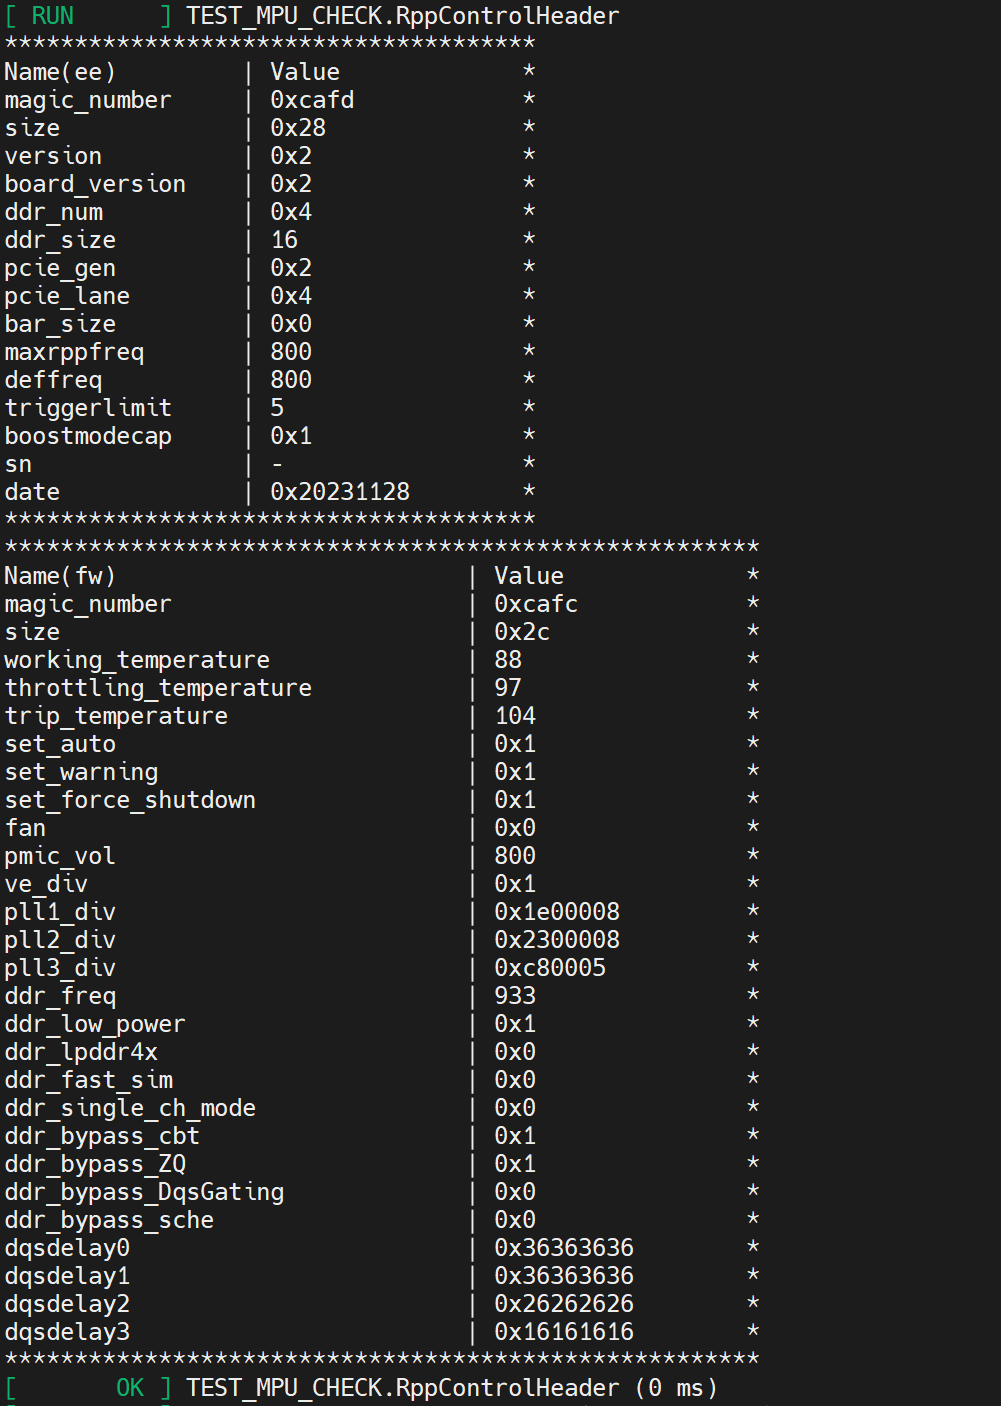 [ RUN      ] TEST_MPU_CHECK.RppControlHeader
**************************************
Name(ee)         | Value             *
magic_number     | 0xcafd            *
size             | 0x28              *
version          | 0x2               *
board_version    | 0x2               *
ddr_num          | 0x4               *
ddr_size         | 16                *
pcie_gen         | 0x2               *
pcie_lane        | 0x4               *
bar_size         | 0x0               *
maxrppfreq       | 800               *
deffreq          | 800               *
triggerlimit     | 5                 *
boostmodecap     | 0x1               *
sn               | -                 *
date             | 0x20231128        *
**************************************
******************************************************
Name(fw)                         | Value             *
magic_number                     | 0xcafc            *
size                             | 0x2c              *
working_temperature              | 88                *
throttling_temperature           | 97                *
trip_temperature                 | 104               *
set_auto                         | 0x1               *
set_warning                      | 0x1               *
set_force_shutdown               | 0x1               *
fan                              | 0x0               *
pmic_vol                         | 800               *
ve_div                           | 0x1               *
pll1_div                         | 0x1e00008         *
pll2_div                         | 0x2300008         *
pll3_div                         | 0xc80005          *
ddr_freq                         | 933               *
ddr_low_power                    | 0x1               *
ddr_lpddr4x                      | 0x0               *
ddr_fast_sim                     | 0x0               *
ddr_single_ch_mode               | 0x0               *
ddr_bypass_cbt                   | 0x1               *
ddr_bypass_ZQ                    | 0x1               *
ddr_bypass_DqsGating             | 0x0               *
ddr_bypass_sche                  | 0x0               *
dqsdelay0                        | 0x36363636        *
dqsdelay1                        | 0x36363636        *
dqsdelay2                        | 0x26262626        *
dqsdelay3                        | 0x16161616        *
******************************************************
[       OK ] TEST_MPU_CHECK.RppControlHeader (0 ms)